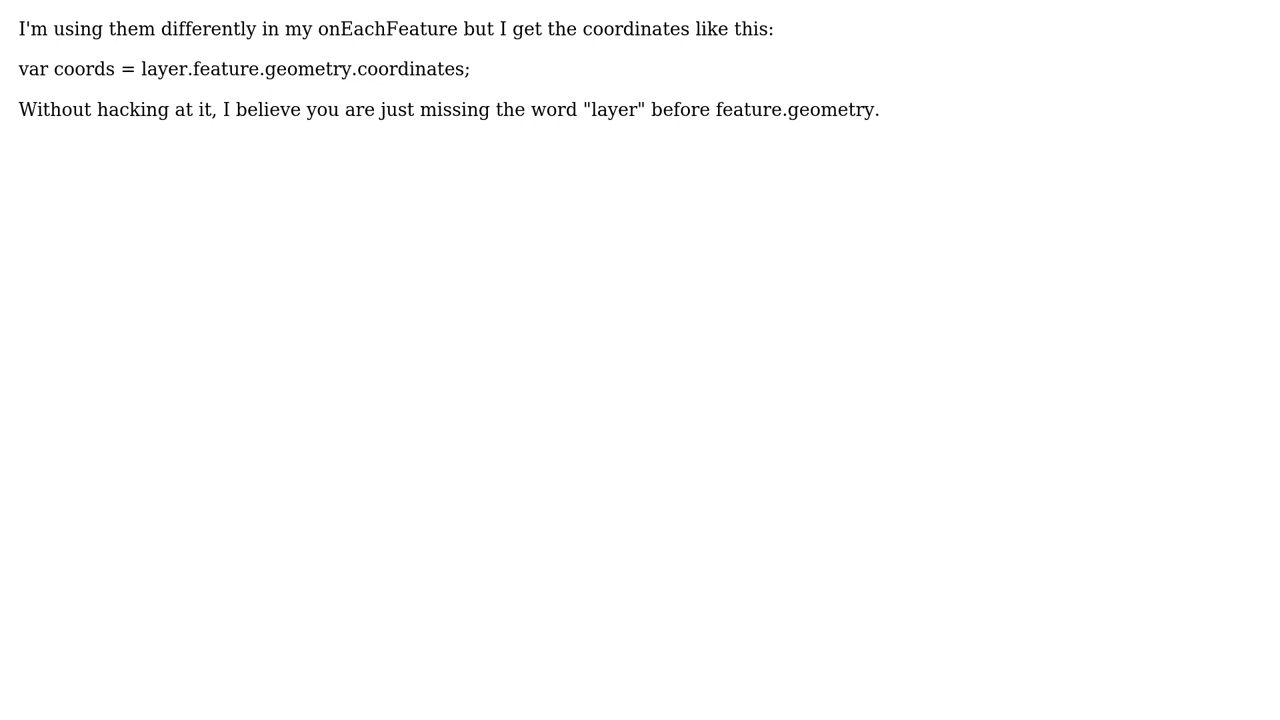 I'm using them differently in my onEachFeature but I get the coordinates like this:
var coords = layer.feature.geometry.coordinates;
Without hacking at it, I believe you are just missing the word "layer" before feature.geometry.